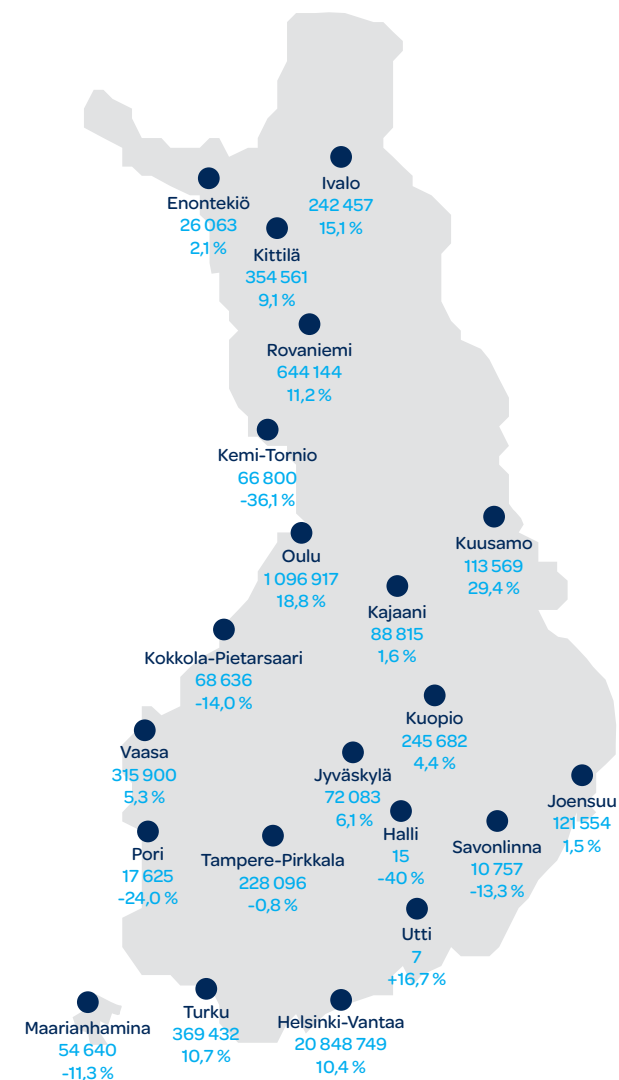 Ivalo
242 457
15,1 %
Enontekiö
26 063
2,1 %
Kittilä
354 561
9,1 %
Rovaniemi
644 144
11,2 %
Kemi-Tornio
66 800
-36,1 %
Kuusamo
113 569
29,4 %
Oulu
1 096 917
18,8 %
Kajaani
88 815
1,6 %
Kokkola-Pietarsaari
68 636
-14,0 %
Kuopio
245 682
4,4 %
Vaasa
315 900
5,3 %
Jyväskylä
72 083
6,1 %
Joensuu
121 554
1,5 %
Halli
15
-40 %
Savonlinna
10 757
-13,3 %
Pori
17 625
-24,0 %
Tampere-Pirkkala
228 096
-0,8 %
Utti
7
+16,7 %
Maarianhamina
54 640
-11,3 %
Turku
369 432
10,7 %
Helsinki-Vantaa
20 848 749
10,4 %